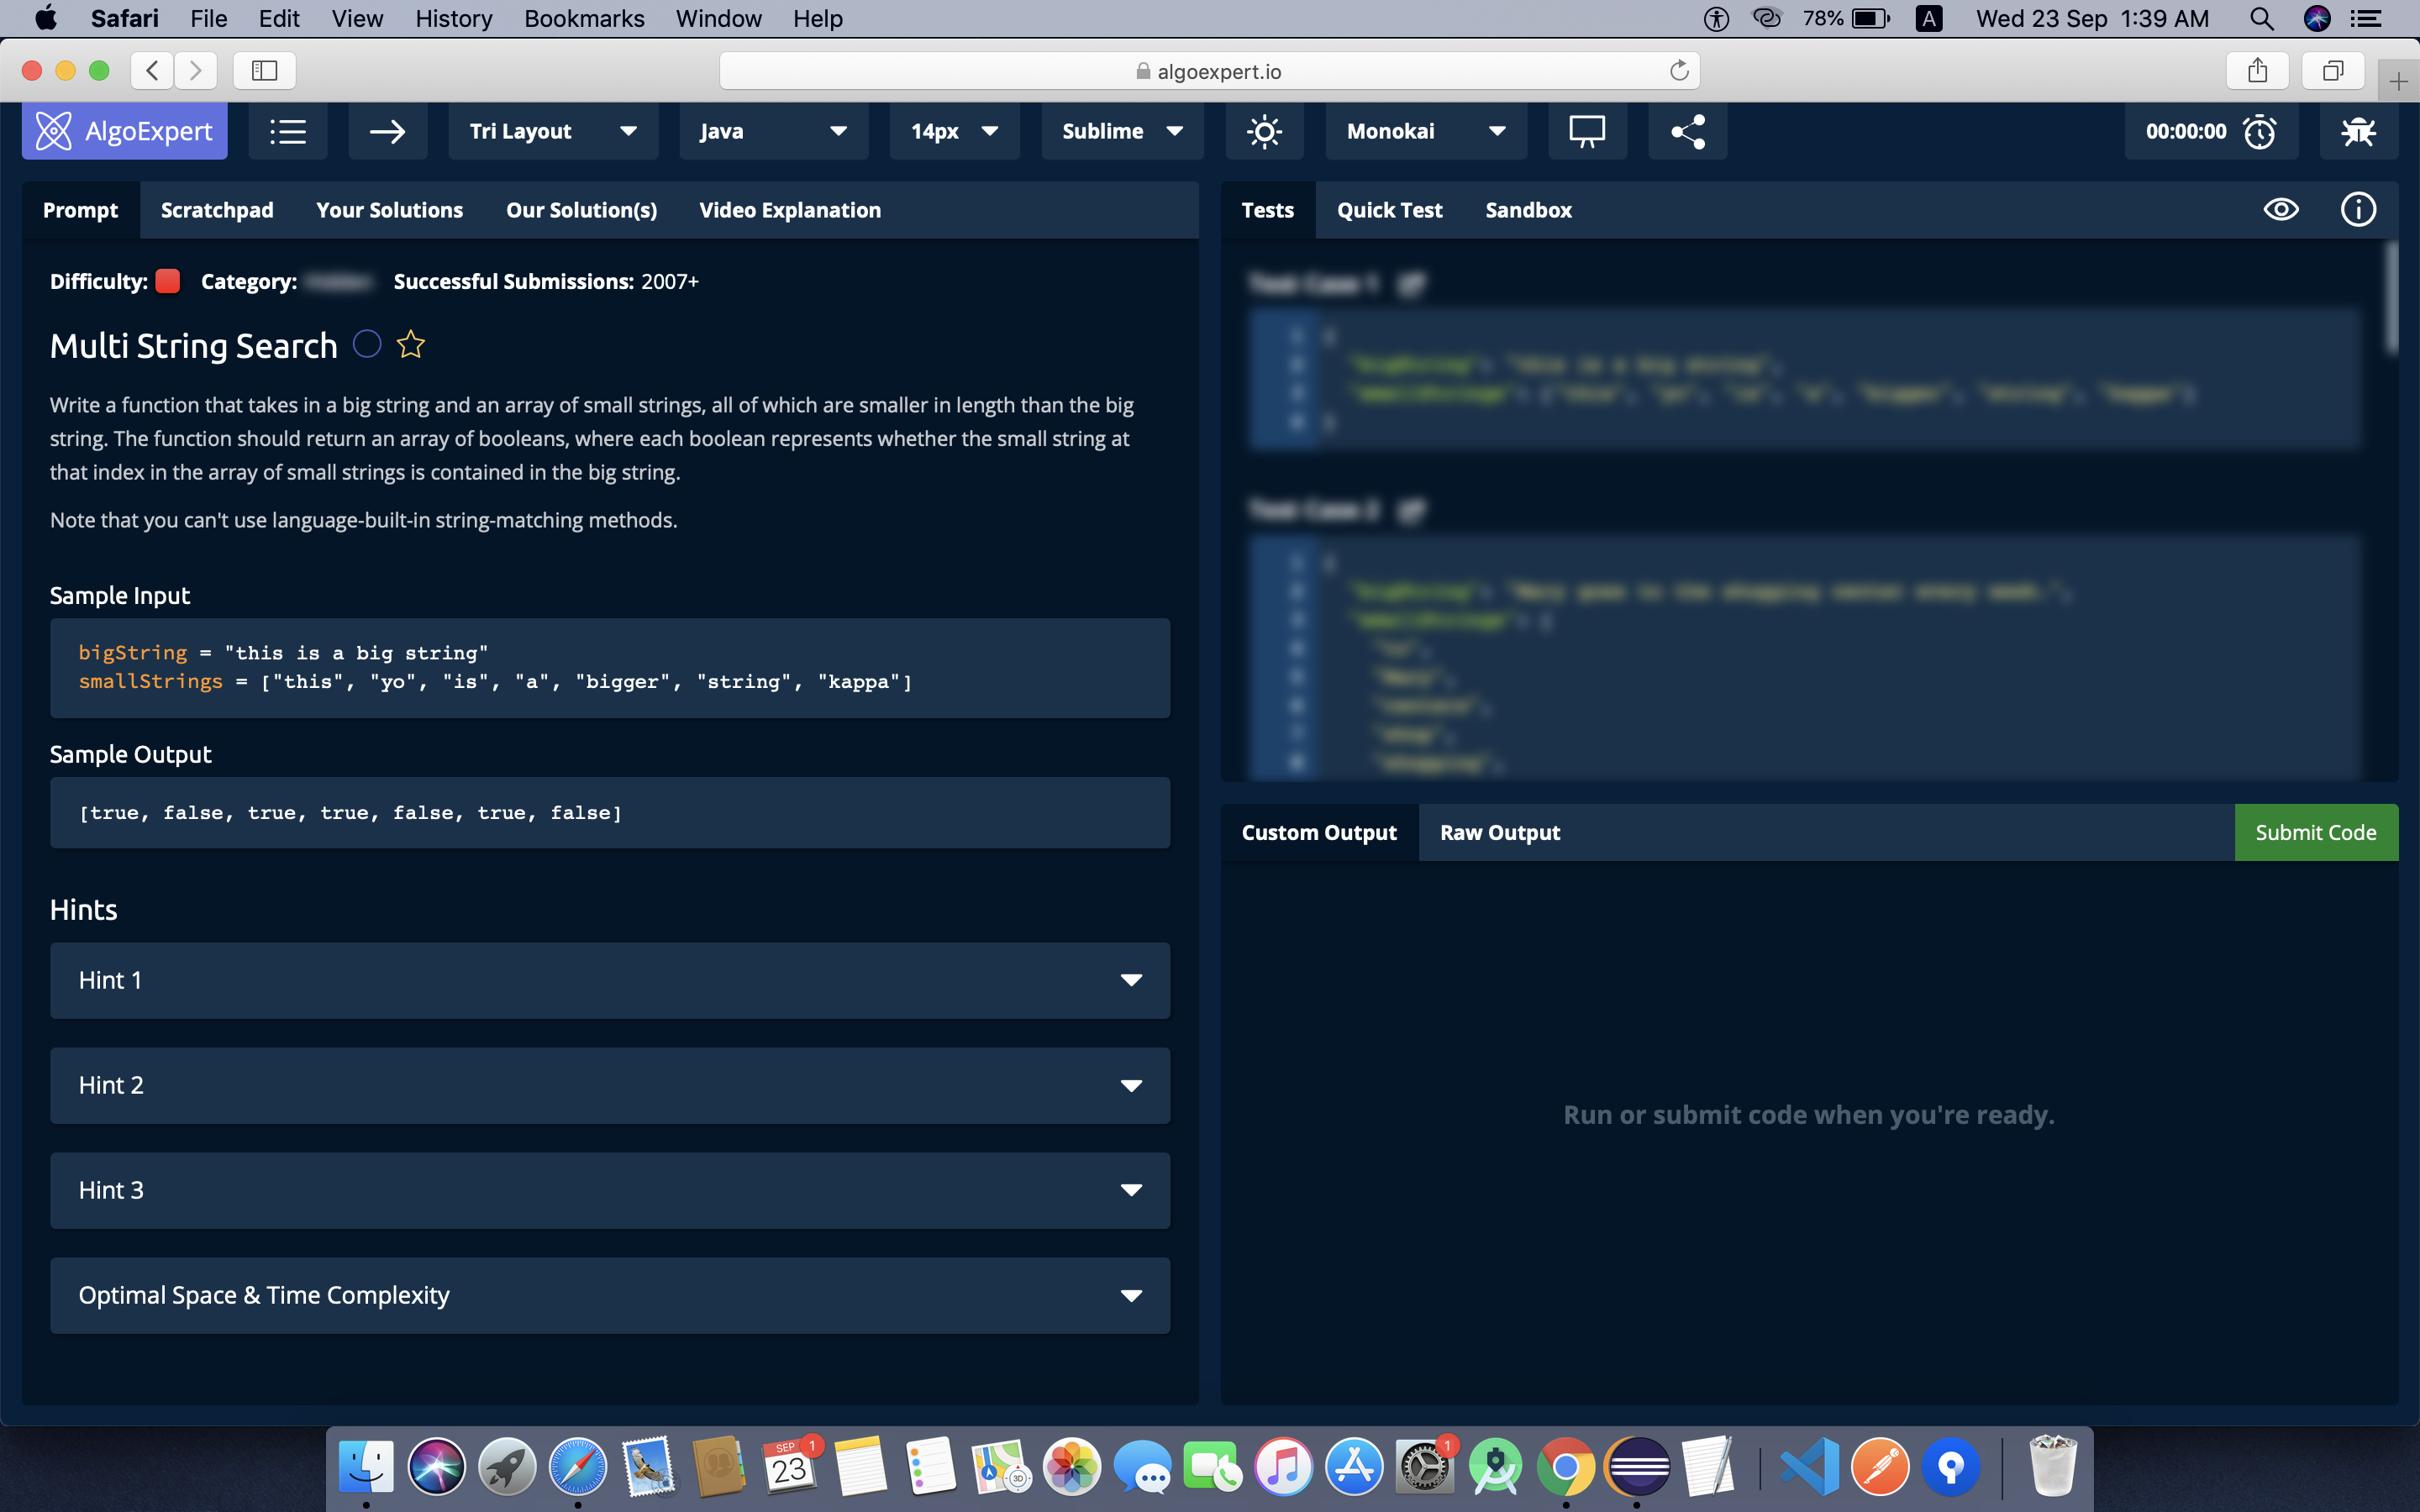 Safari File Edit View History Bookmarks Window Help 78% A Wed 23 Sep 1:39 AM
algoexpert.io
AlgoExpert Tri Layout Java 14px Sublime Monokai 00:00:00
Prompt Scratchpad Your Solutions Our Solution(s) Video Explanation
Difficulty: Category: Successful Submissions: 2007+
Multi String Search
Write a function that takes in a big string and an array of small strings, all of which are smaller in length than the big
string. The function should return an array of booleans, where each boolean represents whether the small string at
that index in the array of small strings is contained in the big string.
Note that you can't use language-built-in string-matching methods.
Sample Input
bigString = "this is a big string"
smallStrings = ["this", "yo", "is", "a", "bigger", "string", "kappa"]
Sample Output
[true, false, true, true, false, true, false]
Hints
Hint 1
Hint 2
Hint 3
Optimal Space & Time Complexity
Tests Quick Test Sandbox
Test Case 1
Test Case 2
Custom Output Raw Output Submit Code
Run or submit code when you're ready.
SEP 1
23
3D
1